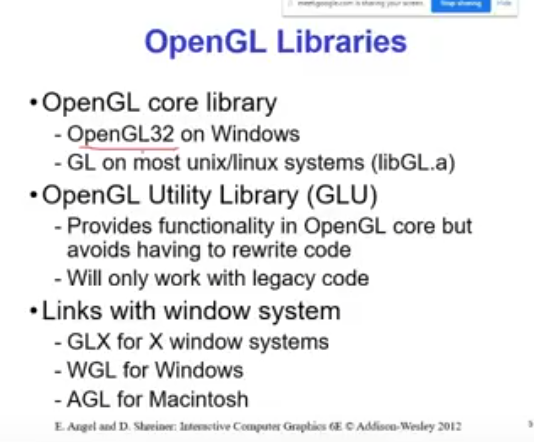 meet.google.com is sharing your screen.
Stop sharing
Hide
OpenGL Libraries
•OpenGL core library
- OpenGL32 on Windows
- GL on most unix/linux systems (libGL.a)
•OpenGL Utility Library (GLU)
- Provides functionality in OpenGL core but
avoids having to rewrite code
- Will only work with legacy code
•Links with window system
- GLX for X window systems
- WGL for Windows
- AGL for Macintosh
E. Angel and D. Shreiner: Interactive Computer Graphics 6E © Addison-Wesley 2012
3